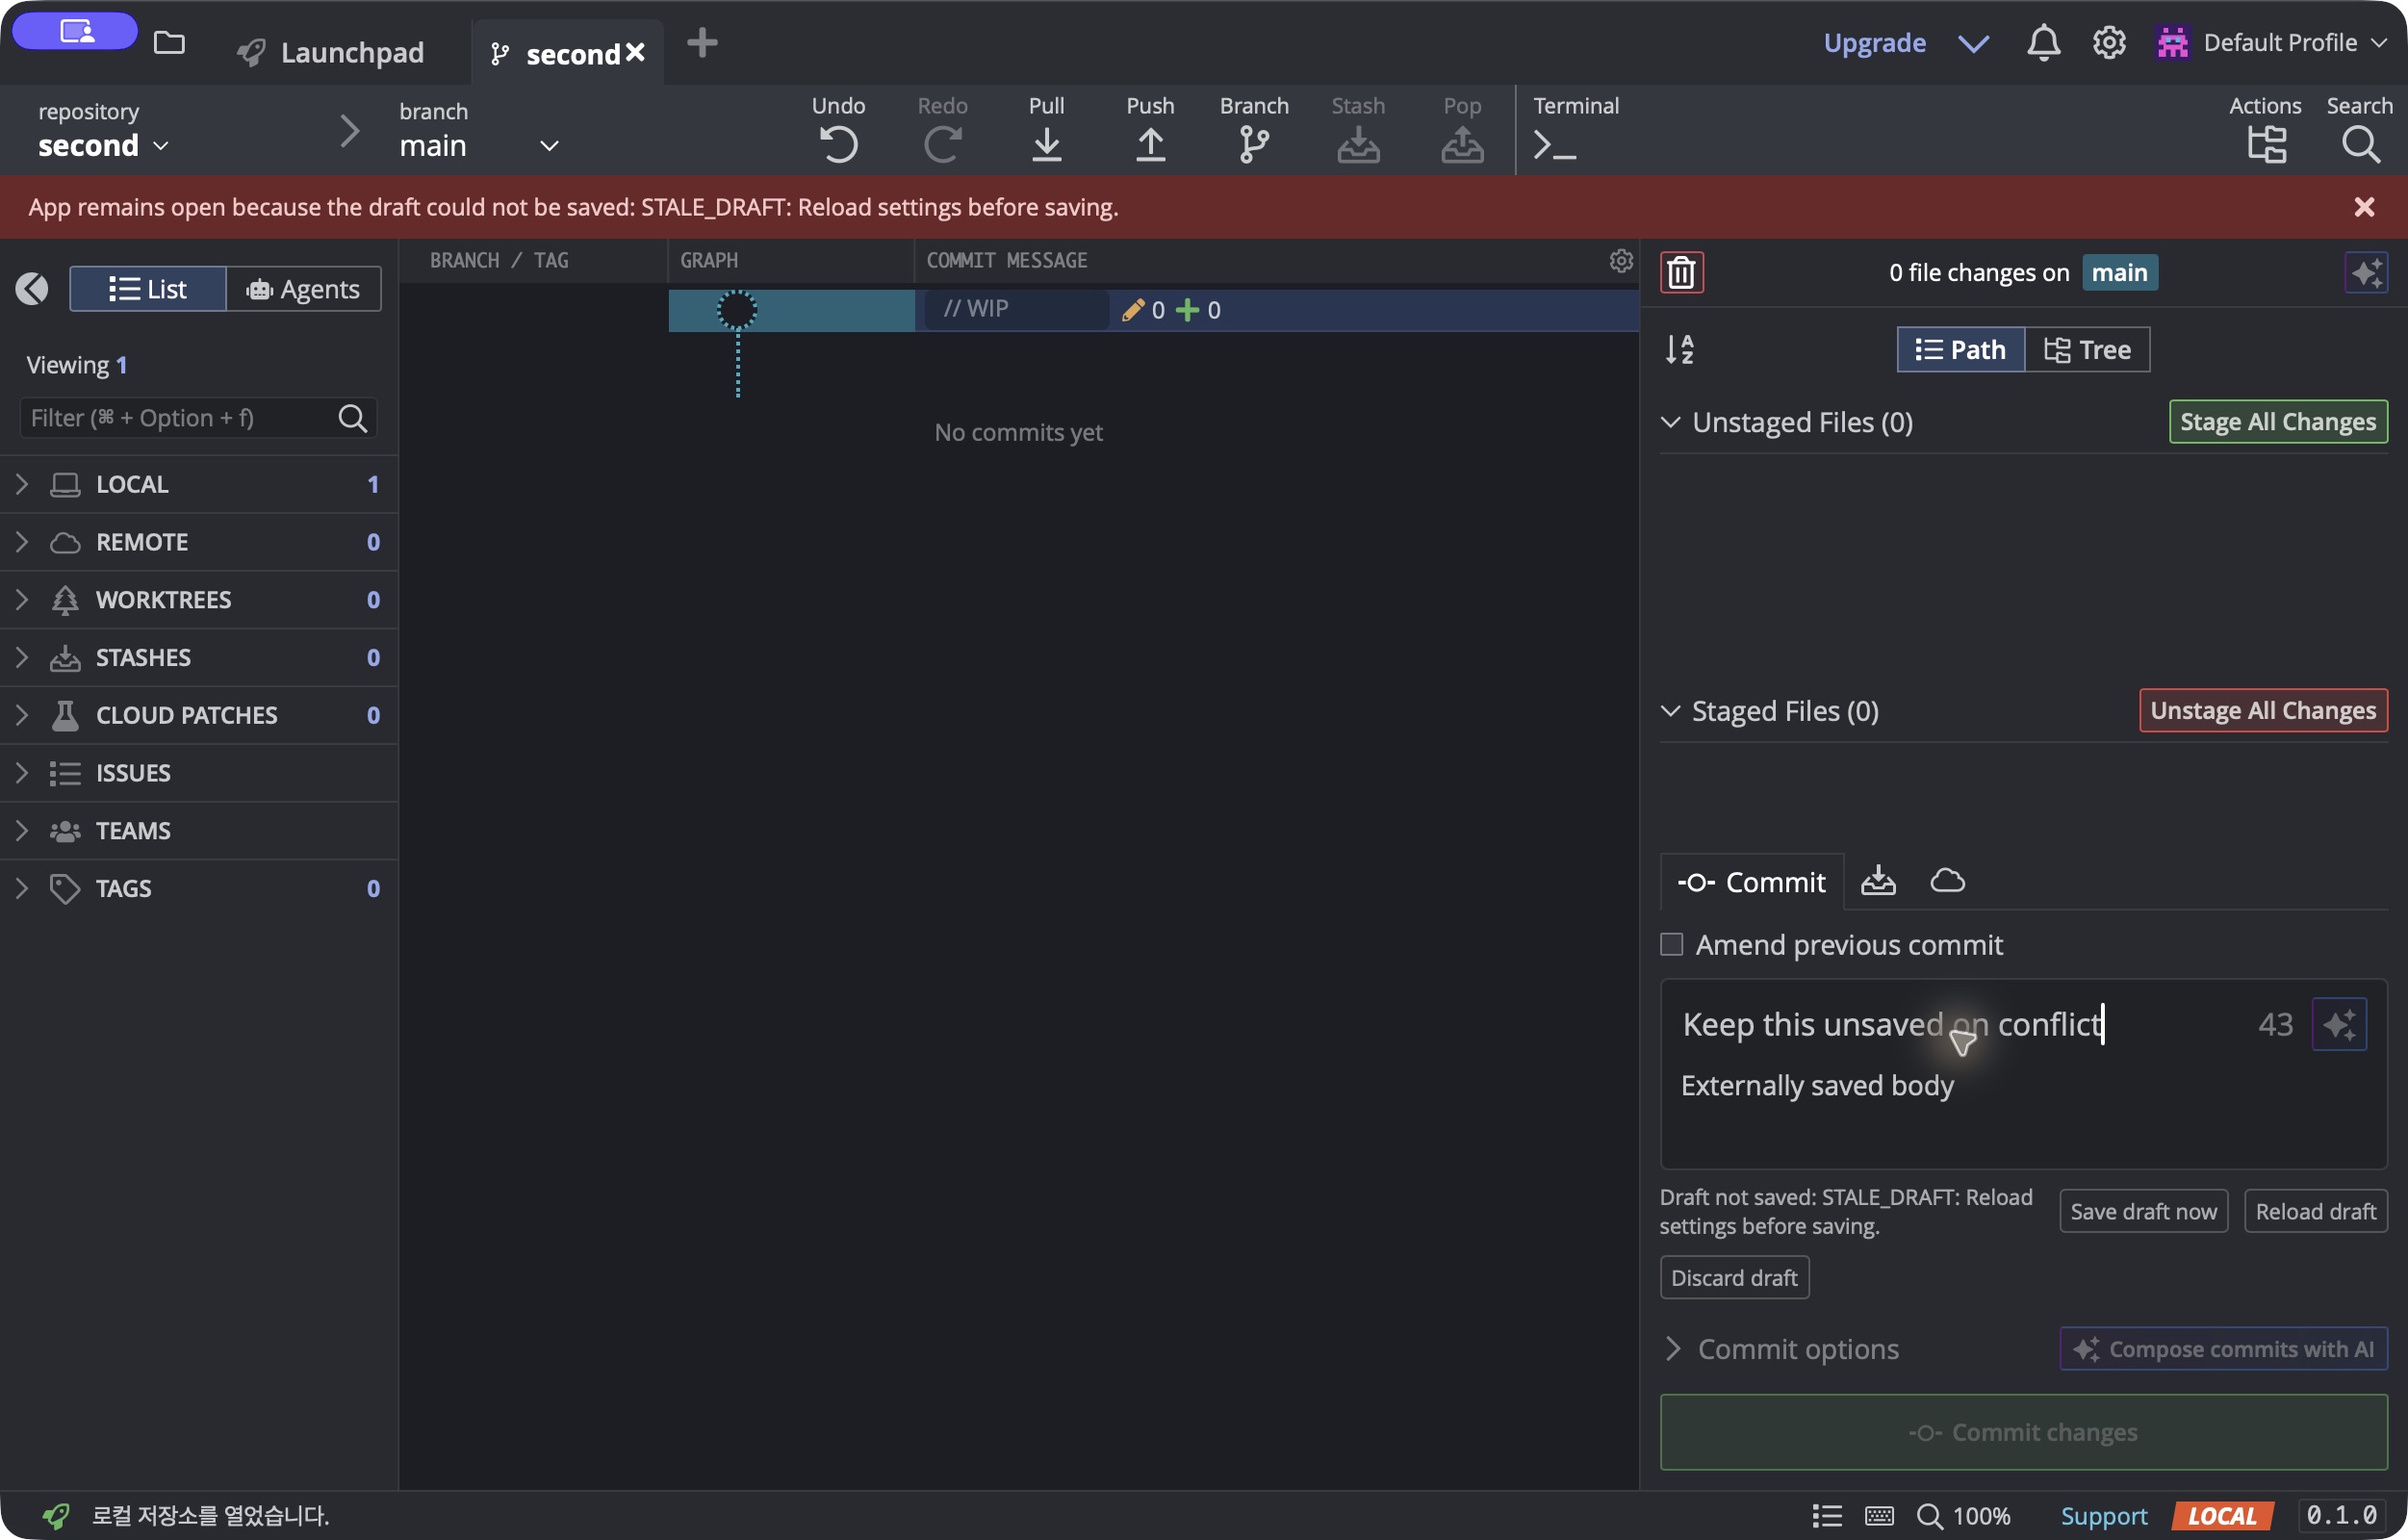 Launchpad
second
Upgrade
Default Profile
repository
second
branch
main
Undo
Redo
Pull
Push
Branch
Stash
Pop
Terminal
Actions
Search
App remains open because the draft could not be saved: STALE_DRAFT: Reload settings before saving.
List
Agents
Viewing 1
Filter (⌘ + Option + f)
LOCAL 1
REMOTE 0
WORKTREES 0
STASHES 0
CLOUD PATCHES 0
ISSUES
TEAMS
TAGS 0
BRANCH / TAG
GRAPH
COMMIT MESSAGE
// WIP
0
0
No commits yet
0 file changes on main
Path
Tree
Unstaged Files (0)
Stage All Changes
Staged Files (0)
Unstage All Changes
Commit
Amend previous commit
Keep this unsaved on conflict
43
Externally saved body
Draft not saved: STALE_DRAFT: Reload
settings before saving.
Save draft now
Reload draft
Discard draft
Commit options
Compose commits with AI
Commit changes
로컬 저장소를 열었습니다.
100%
Support
LOCAL
0.1.0